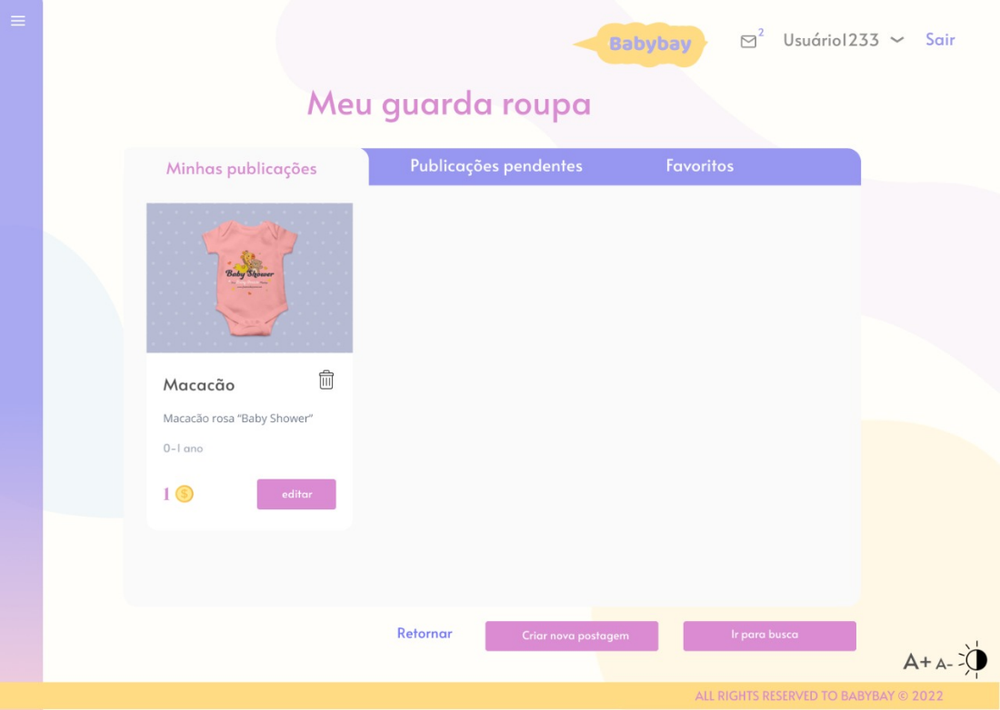 Babybay
2
Usuário1233
Sair
Meu guarda roupa
Minhas publicações
Publicações pendentes
Favoritos
Baby Shower
Macacão
Macacão rosa “Baby Shower”
0-1 ano
1
editar
Retornar
Criar nova postagem
Ir para busca
A+ A-
ALL RIGHTS RESERVED TO BABYBAY © 2022